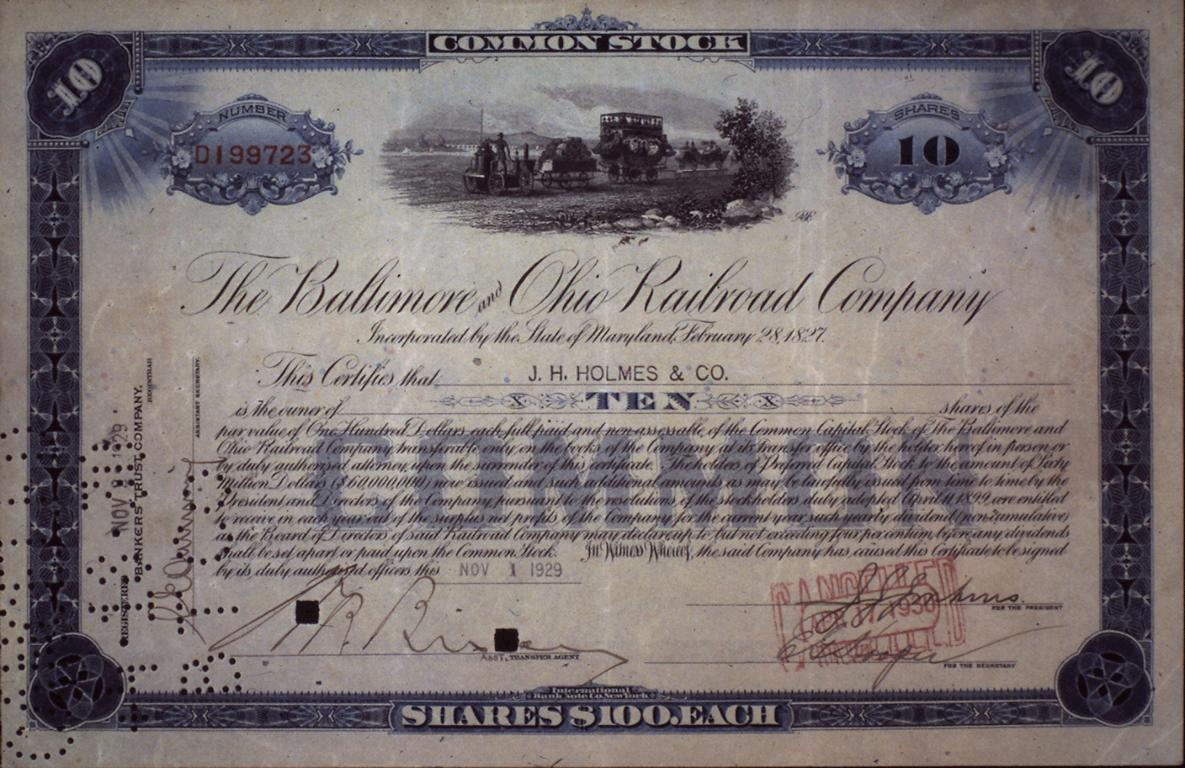 COMMON STOCK
10
10
NUMBER
D199723
SHARES
10
The Baltimore and Ohio Railroad Company
Incorporated by the State of Maryland, February 28, 1827.
This Certifies that J. H. HOLMES & CO.
is the owner of X TEN X shares of the
par value of One Hundred Dollars each, full paid and non-assessable, of the Common Capital Stock of The Baltimore and
Ohio Railroad Company, transferable only on the books of the Company at its transfer office by the holder hereof in person or
by duly authorized attorney, upon the surrender of this certificate. The holders of Preferred Capital Stock to the amount of Sixty
Million Dollars ($60,000,000) now issued and such additional amount as may be lawfully issued from time to time by the
President and Directors of the Company pursuant to the resolution of the stockholders duly adopted April 11, 1899, are entitled
to receive in each year out of the surplus net profits of the Company for the current year, such yearly dividend (non-cumulative)
as the Board of Directors of said Railroad Company may declare, up to but not exceeding four per centum, before any dividends
shall be set apart or paid upon the Common Stock. In Witness Whereof, the said Company has caused this Certificate to be signed
by its duly authorized officers this NOV 1 1929
COMMON
ASST. TRANSFER AGENT
FOR THE PRESIDENT
FOR THE SECRETARY
CANCELLED
1930
REGISTERED
NOV 1929
BANKERS TRUST COMPANY,
REGISTRAR
ASSISTANT SECRETARY.
International
Bank Note Co. New York
SHARES $100. EACH